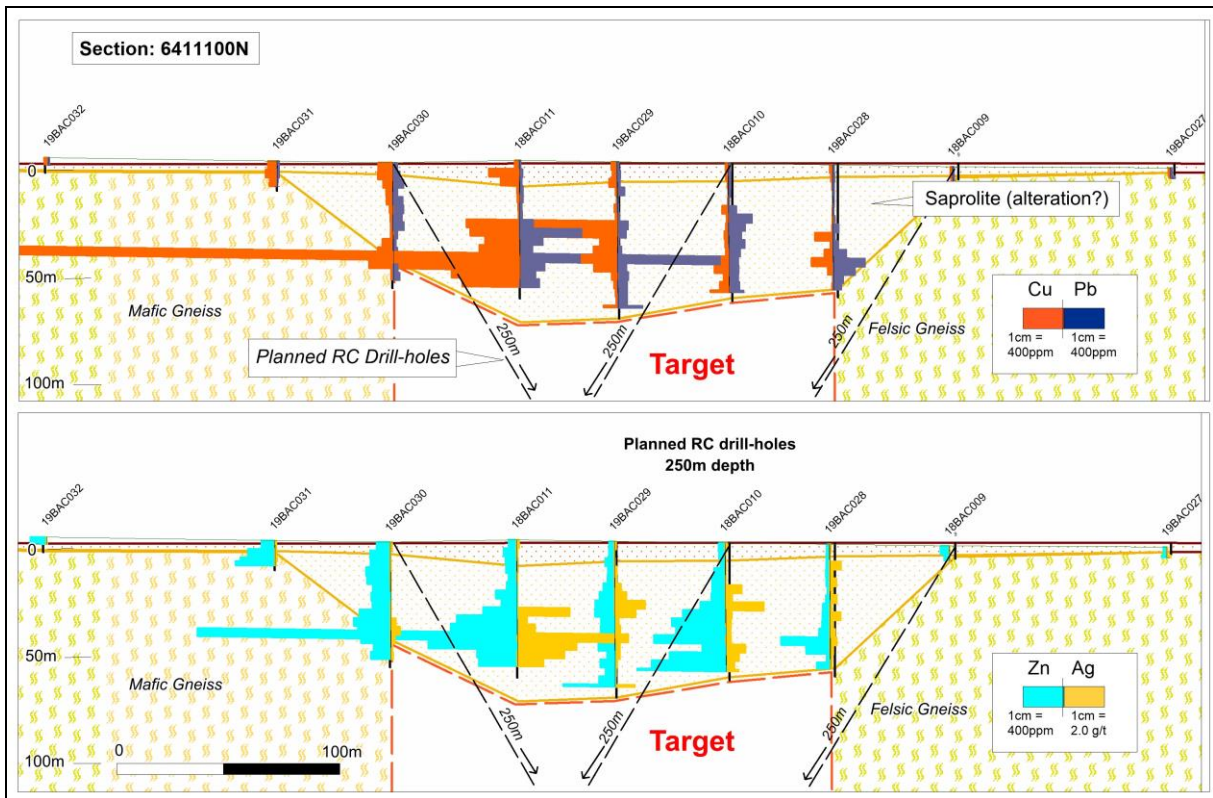 Section: 6411100N
19BAC032
19BAC031
19BAC030
18BAC011
19BAC029
18BAC010
19BAC028
18BAC009
19BAC027
0
Saprolite (alteration?)
50m
Mafic Gneiss
Planned RC Drill-holes
250m
250m
250m
Felsic Gneiss
Target
Cu Pb
1cm = 1cm =
400ppm 400ppm
100m
Planned RC drill-holes
250m depth
19BAC032
19BAC031
19BAC030
18BAC011
19BAC029
18BAC010
19BAC028
18BAC009
19BAC027
0
50m
Mafic Gneiss
250m
250m
250m
Felsic Gneiss
Target
Zn Ag
1cm = 1cm =
400ppm 2.0 g/t
0 100m
100m